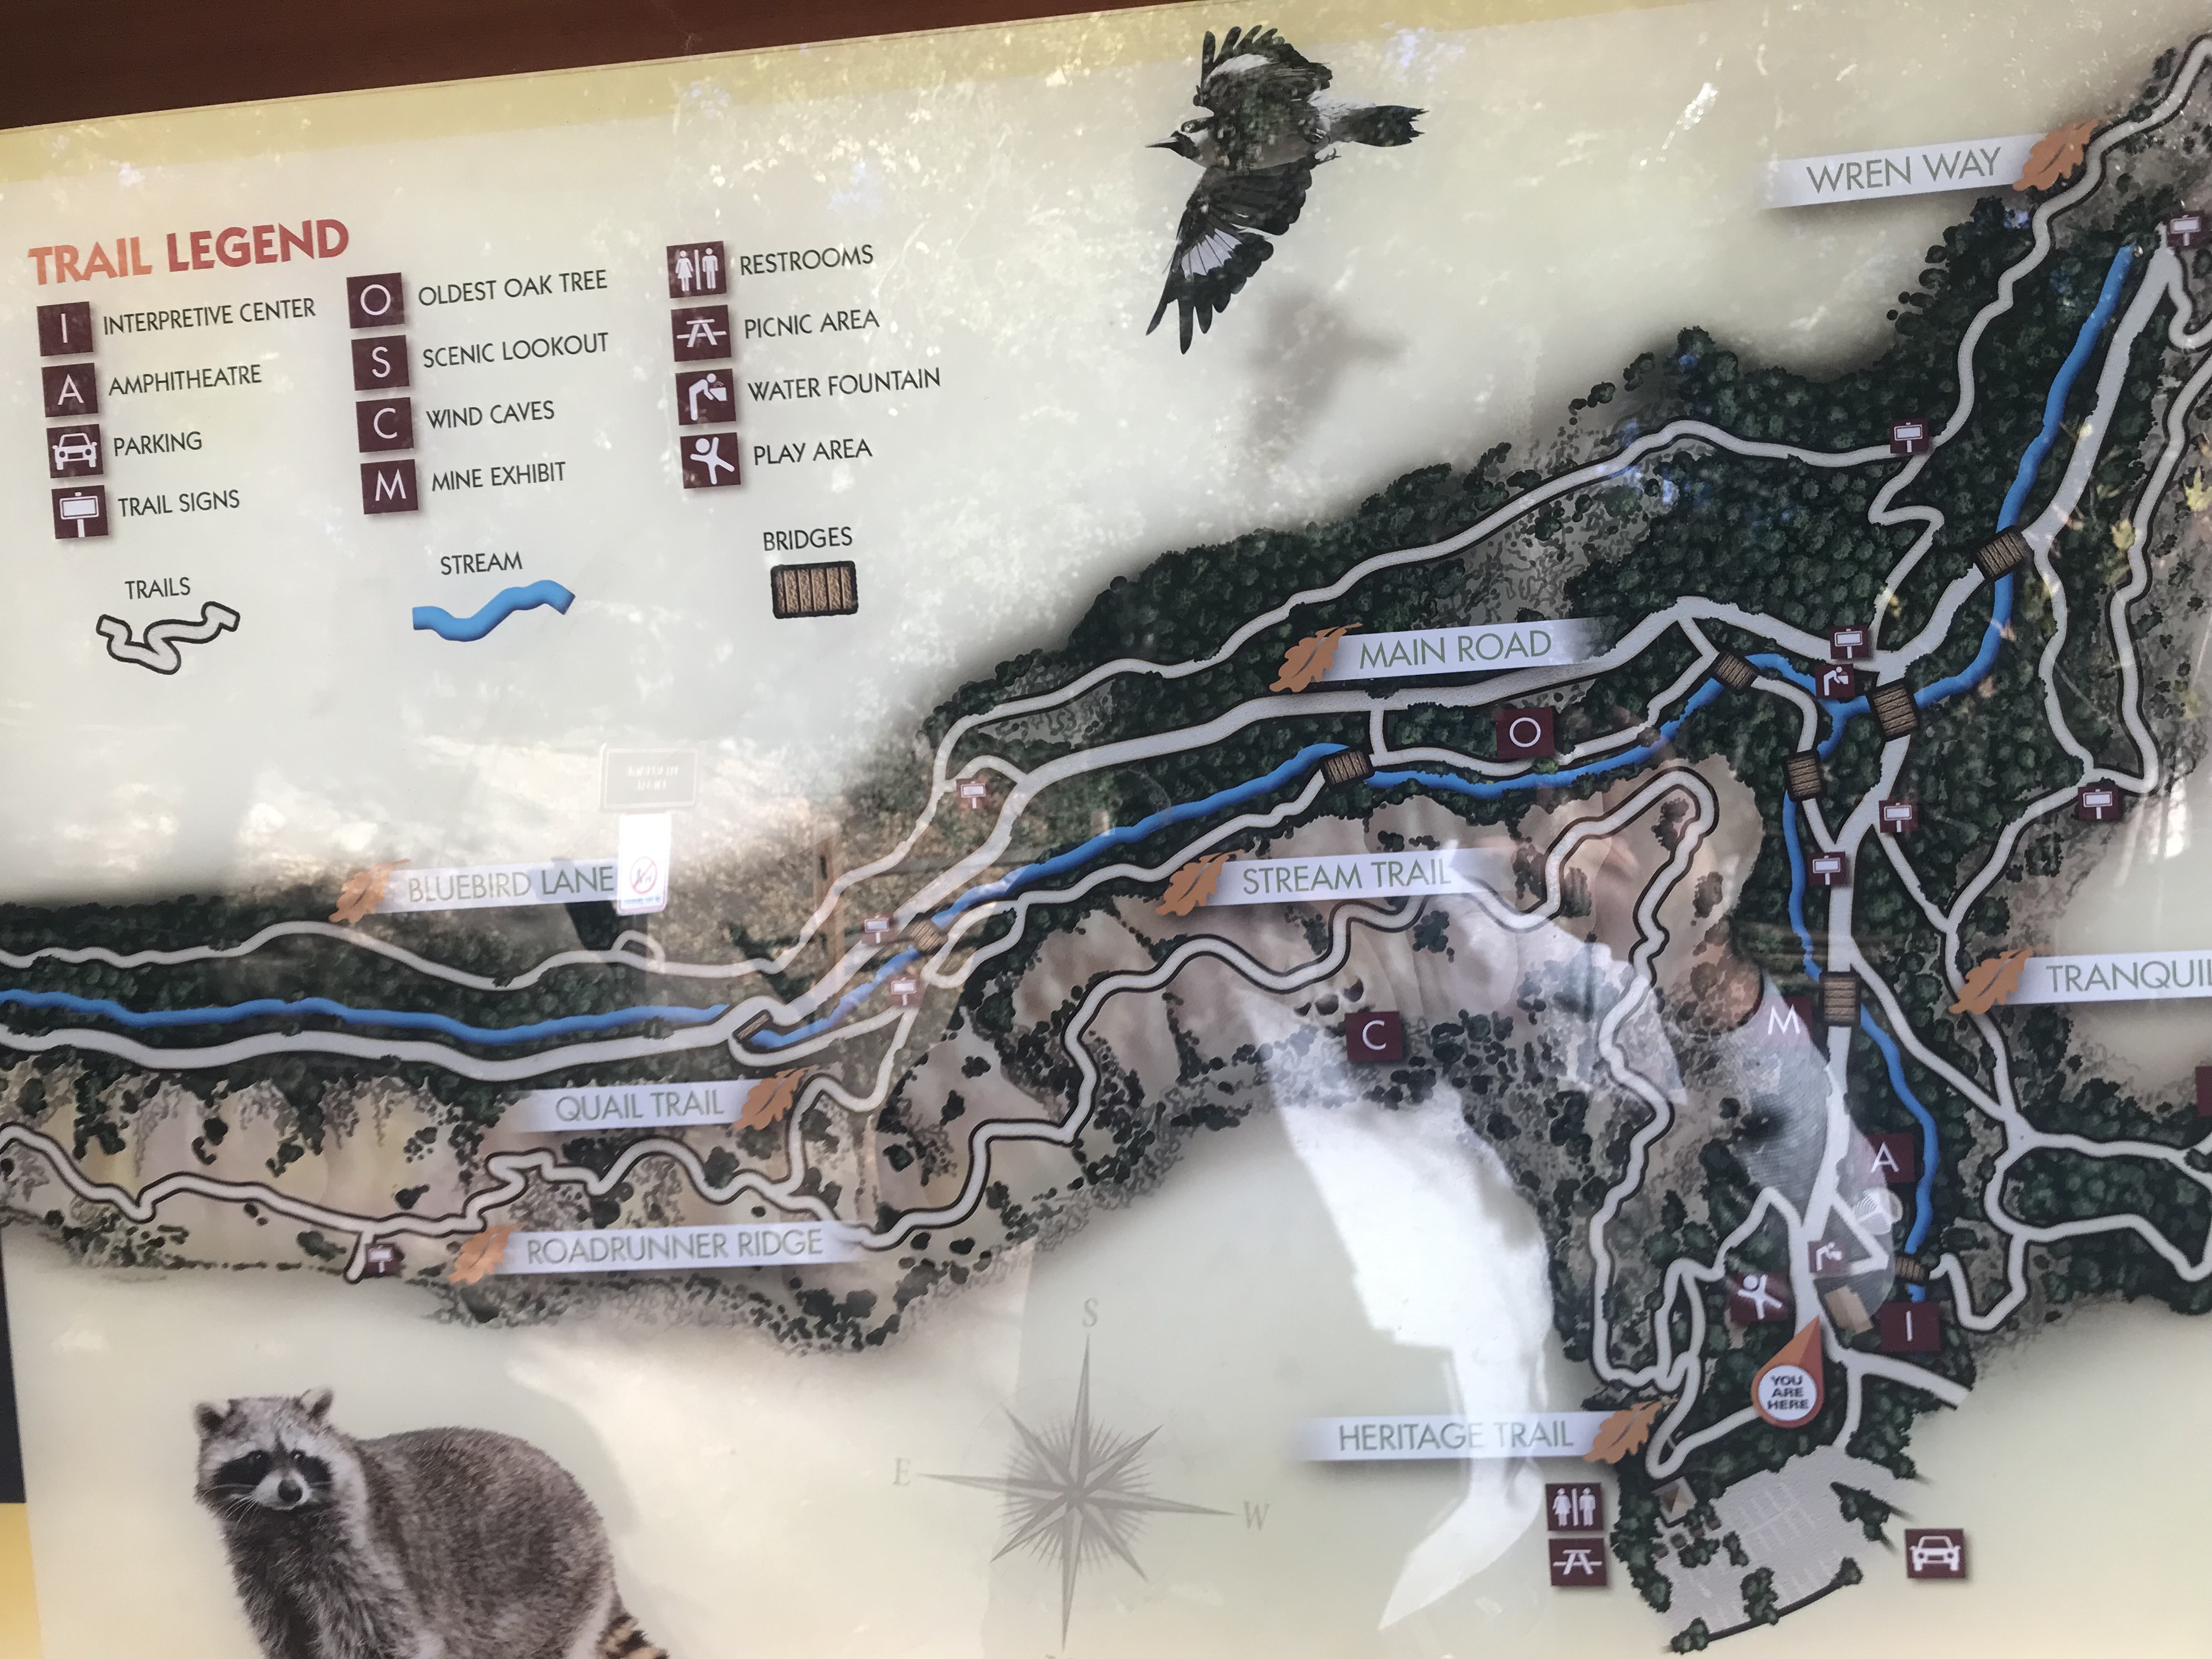 TRAIL LEGEND
I INTERPRETIVE CENTER
A AMPHITHEATRE
PARKING
TRAIL SIGNS
O OLDEST OAK TREE
S SCENIC LOOKOUT
C WIND CAVES
M MINE EXHIBIT
RESTROOMS
PICNIC AREA
WATER FOUNTAIN
PLAY AREA
TRAILS
STREAM
BRIDGES
WREN WAY
MAIN ROAD
O
BLUEBIRD LANE
STREAM TRAIL
TRANQUIL
C
M
QUAIL TRAIL
A
ROADRUNNER RIDGE
I
YOU
ARE
HERE
HERITAGE TRAIL
S
E
W